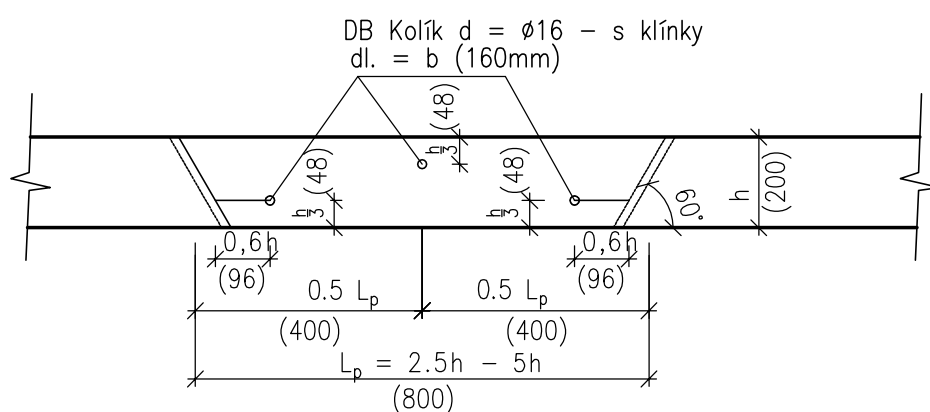 DB Kolík d = ø16 – s klínky
dl. = b (160mm)
h/3 (48)
h/3 (48)
h/3 (48)
60°
h
(200)
0,6h
(96)
0,6h
(96)
0.5 Lp
(400)
0.5 Lp
(400)
Lp = 2.5h – 5h
(800)